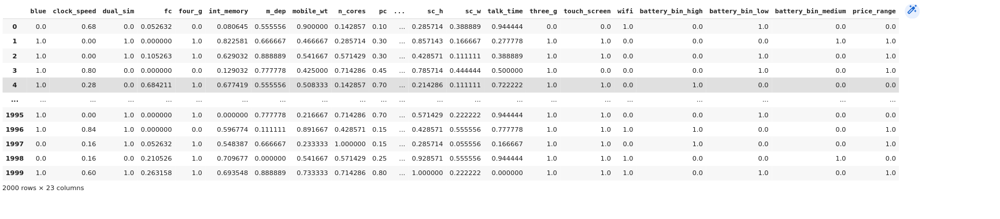 blue clock_speed dual_sim fc four_g int_memory m_dep mobile_wt n_cores pc ... sc_h sc_w talk_time three_g touch_screen wifi battery_bin_high battery_bin_low battery_bin_medium price_range
0 0.0 0.68 0.0 0.052632 0.0 0.080645 0.555556 0.900000 0.142857 0.10 ... 0.285714 0.388889 0.944444 0.0 0.0 1.0 0.0 1.0 0.0 0.0
1 1.0 0.00 1.0 0.000000 1.0 0.822581 0.666667 0.466667 0.285714 0.30 ... 0.857143 0.166667 0.277778 1.0 1.0 0.0 0.0 0.0 1.0 1.0
2 1.0 0.00 1.0 0.105263 1.0 0.629032 0.888889 0.541667 0.571429 0.30 ... 0.428571 0.111111 0.388889 1.0 1.0 0.0 0.0 1.0 0.0 1.0
3 1.0 0.80 0.0 0.000000 0.0 0.129032 0.777778 0.425000 0.714286 0.45 ... 0.785714 0.444444 0.500000 1.0 0.0 0.0 0.0 1.0 0.0 1.0
4 1.0 0.28 0.0 0.684211 1.0 0.677419 0.555556 0.508333 0.142857 0.70 ... 0.214286 0.111111 0.722222 1.0 1.0 0.0 1.0 0.0 0.0 0.0
... ... ... ... ... ... ... ... ... ... ... ... ... ... ... ... ... ... ... ... ... ...
1995 1.0 0.00 1.0 0.000000 1.0 0.000000 0.777778 0.216667 0.714286 0.70 ... 0.571429 0.222222 0.944444 1.0 1.0 0.0 0.0 1.0 0.0 0.0
1996 1.0 0.84 1.0 0.000000 0.0 0.596774 0.111111 0.891667 0.428571 0.15 ... 0.428571 0.555556 0.777778 1.0 1.0 1.0 1.0 0.0 0.0 1.0
1997 0.0 0.16 1.0 0.052632 1.0 0.548387 0.666667 0.233333 1.000000 0.15 ... 0.285714 0.055556 0.166667 1.0 1.0 0.0 1.0 0.0 0.0 1.0
1998 0.0 0.16 0.0 0.210526 1.0 0.709677 0.000000 0.541667 0.571429 0.25 ... 0.928571 0.555556 0.944444 1.0 1.0 1.0 0.0 0.0 1.0 0.0
1999 1.0 0.60 1.0 0.263158 1.0 0.693548 0.888889 0.733333 0.714286 0.80 ... 1.000000 0.222222 0.000000 1.0 1.0 1.0 0.0 1.0 0.0 1.0
2000 rows × 23 columns